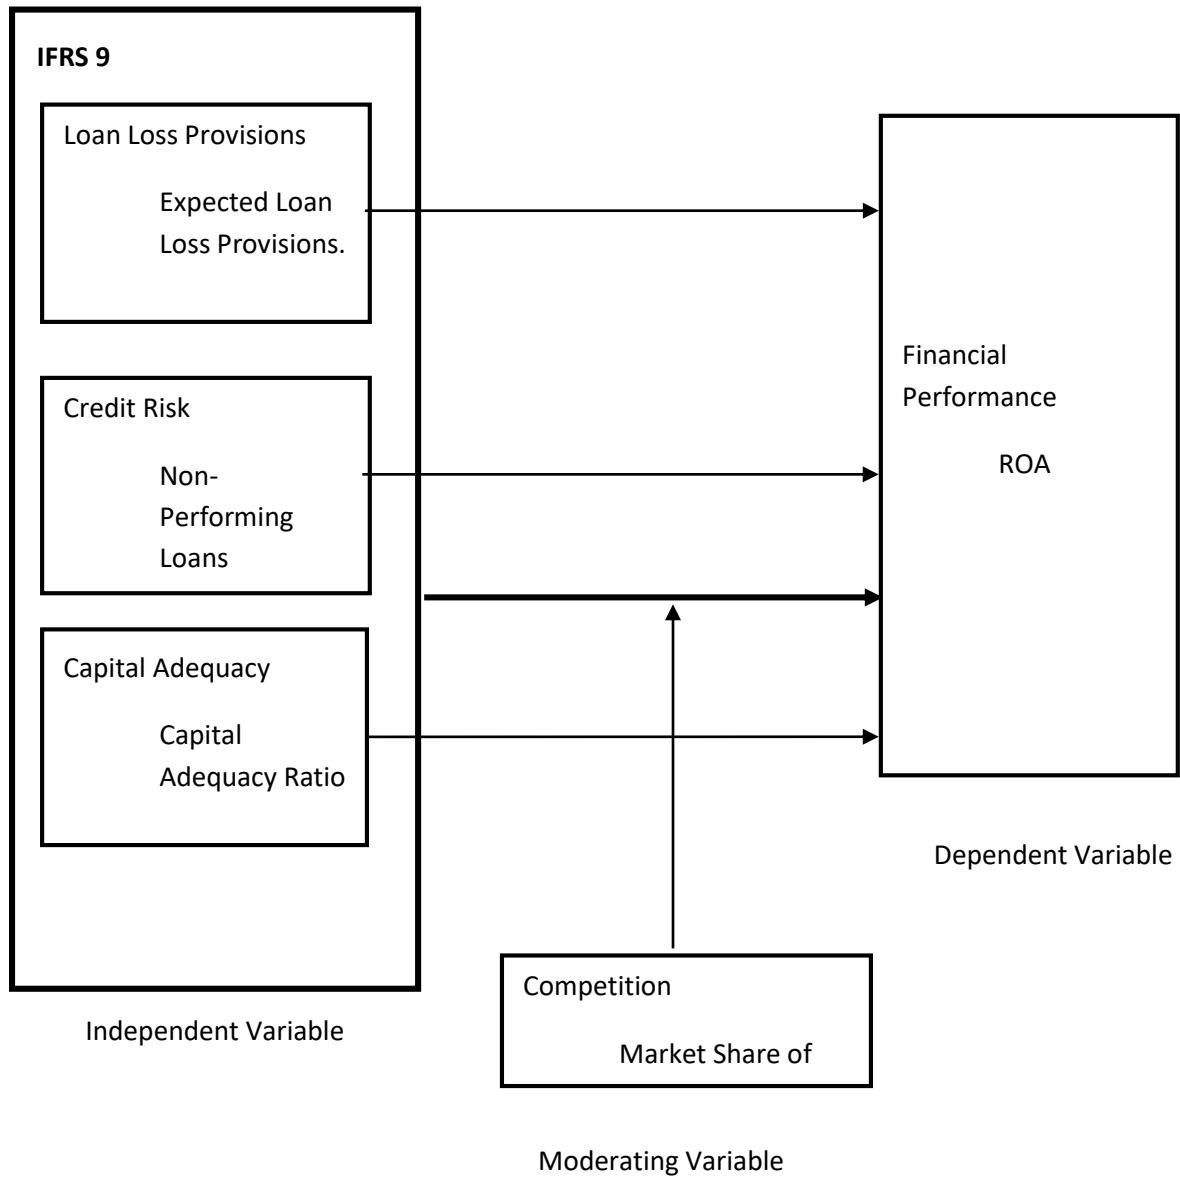 IFRS 9
Loan Loss Provisions
Expected Loan
Loss Provisions.
Credit Risk
Non-
Performing
Loans
Capital Adequacy
Capital
Adequacy Ratio
Independent Variable
Financial
Performance
ROA
Dependent Variable
Competition
Market Share of
Moderating Variable